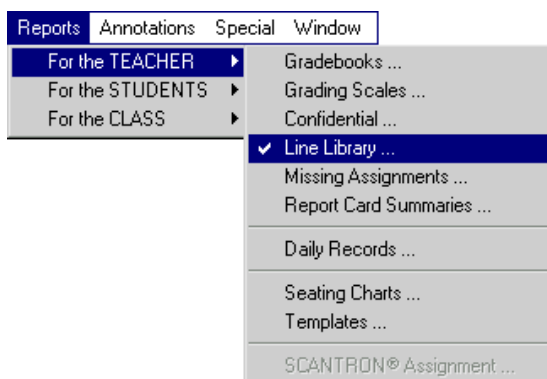 Reports Annotations Special Window
For the TEACHER
For the STUDENTS
For the CLASS
Gradebooks ...
Grading Scales ...
Confidential ...
Line Library ...
Missing Assignments ...
Report Card Summaries ...
Daily Records ...
Seating Charts ...
Templates ...
SCANTRON® Assignment ...